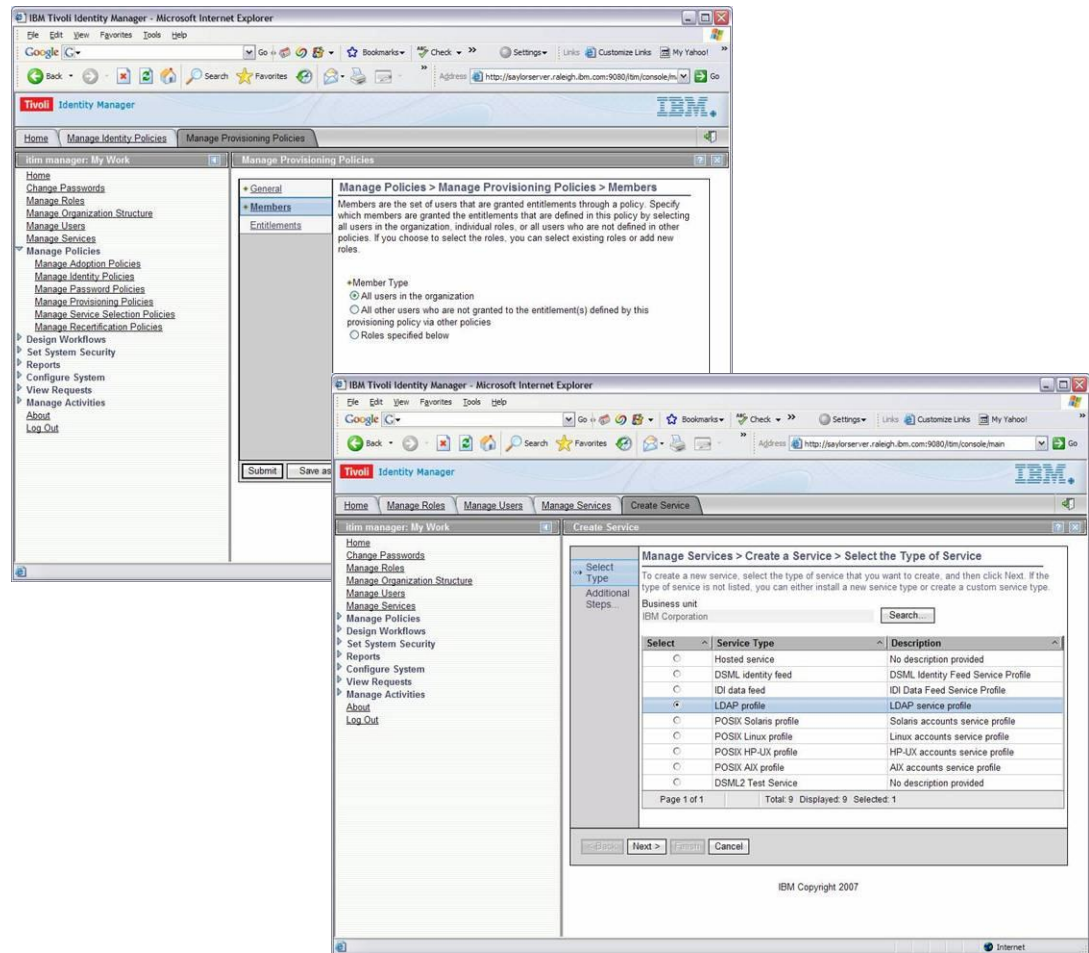 IBM Tivoli Identity Manager - Microsoft Internet Explorer
File Edit View Favorites Tools Help
Google G Go Bookmarks Check Settings Links Customize Links My Yahoo!
Back Search Favorites Address http://saylorserver.raleigh.ibm.com:9080/itim/console/m Go
Tivoli Identity Manager IBM
Home Manage Identity Policies Manage Provisioning Policies
itim manager: My Work
Home
Change Passwords
Manage Roles
Manage Organization Structure
Manage Users
Manage Services
Manage Policies
Manage Adoption Policies
Manage Identity Policies
Manage Password Policies
Manage Provisioning Policies
Manage Service Selection Policies
Manage Recertification Policies
Design Workflows
Set System Security
Reports
Configure System
View Requests
Manage Activities
About
Log Out
Manage Provisioning Policies
General
Members
Entitlements
Manage Policies > Manage Provisioning Policies > Members
Members are the set of users that are granted entitlements through a policy. Specify
which members are granted the entitlements that are defined in this policy by selecting
all users in the organization, individual roles, or all users who are not defined in other
policies. If you choose to select the roles, you can select existing roles or add new
roles.
Member Type
All users in the organization
All other users who are not granted to the entitlement(s) defined by this
provisioning policy via other policies
Roles specified below
Submit Save as
IBM Tivoli Identity Manager - Microsoft Internet Explorer
File Edit View Favorites Tools Help
Google G Go Bookmarks Check Settings Links Customize Links My Yahoo!
Back Search Favorites Address http://saylorserver.raleigh.ibm.com:9080/itim/console/main Go
Tivoli Identity Manager IBM
Home Manage Roles Manage Users Manage Services Create Service
itim manager: My Work
Home
Change Passwords
Manage Roles
Manage Organization Structure
Manage Users
Manage Services
Manage Policies
Design Workflows
Set System Security
Reports
Configure System
View Requests
Manage Activities
About
Log Out
Create Service
Select
Type
Additional
Steps...
Manage Services > Create a Service > Select the Type of Service
To create a new service, select the type of service that you want to create, and then click Next. If the
type of service is not listed, you can either install a new service type or create a custom service type.
Business unit
IBM Corporation Search...
Select Service Type Description
Hosted service No description provided
DSML identity feed DSML Identity Feed Service Profile
IDI data feed IDI Data Feed Service Profile
LDAP profile LDAP service profile
POSIX Solaris profile Solaris accounts service profile
POSIX Linux profile Linux accounts service profile
POSIX HP-UX profile HP-UX accounts service profile
POSIX AIX profile AIX accounts service profile
DSML2 Test Service No description provided
Page 1 of 1 Total: 9 Displayed: 9 Selected: 1
< Back Next > Finish Cancel
IBM Copyright 2007
Internet